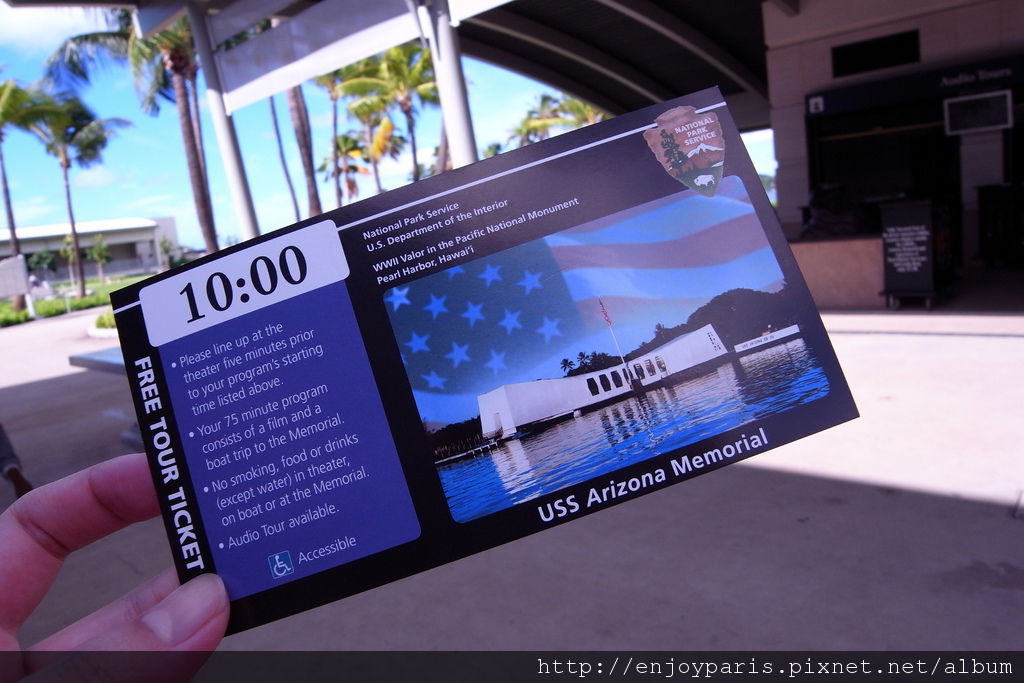 Audio Tours
NATIONAL
PARK
SERVICE
National Park Service
U.S. Department of the Interior
WWII Valor in the Pacific National Monument
Pearl Harbor, Hawai'i
10:00
FREE TOUR TICKET
• Please line up at the
theater five minutes prior
to your program's starting
time listed above.
• Your 75 minute program
consists of a film and a
boat trip to the Memorial.
• No smoking, food or drinks
(except water) in theater,
on boat or at the Memorial.
• Audio Tour available.
Accessible
USS Arizona Memorial
http://enjoyparis.pixnet.net/album